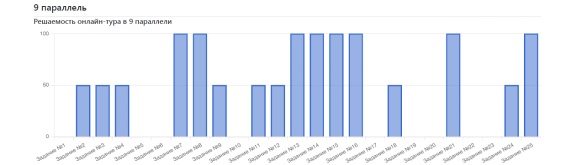 9 параллель
Решаемость онлайн-тура в 9 параллели
100
50
0
Задание №1
Задание №2
Задание №3
Задание №4
Задание №5
Задание №6
Задание №7
Задание №8
Задание №9
Задание №10
Задание №11
Задание №12
Задание №13
Задание №14
Задание №15
Задание №16
Задание №17
Задание №18
Задание №19
Задание №20
Задание №21
Задание №22
Задание №23
Задание №24
Задание №25